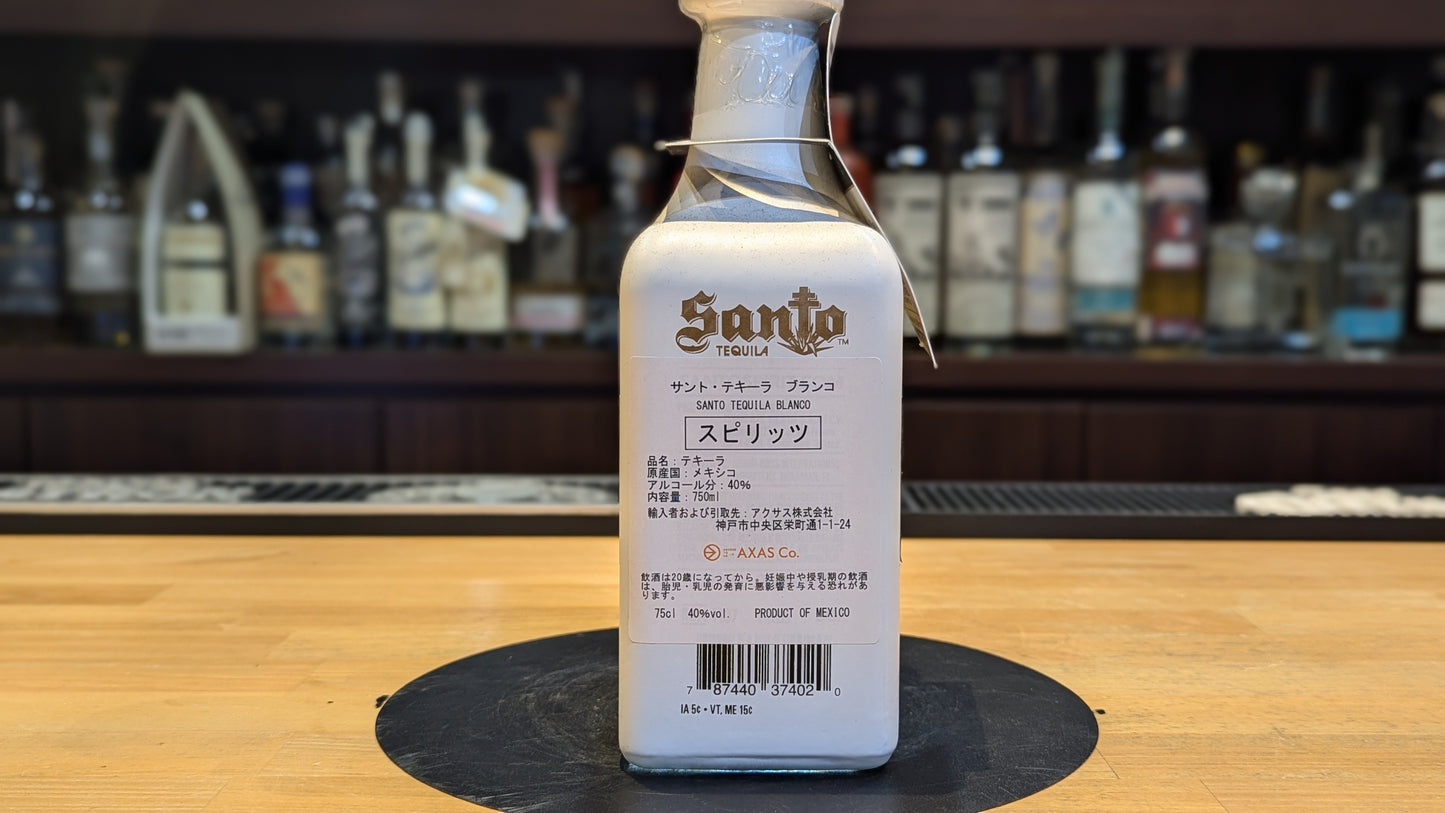 Santo
TEQUILA
TM
サント・テキーラ　ブランコ
SANTO TEQUILA BLANCO
スピリッツ
品名：テキーラ
原産国：メキシコ
アルコール分：40%
内容量：750ml
輸入者および引取先：アクサス株式会社
神戸市中央区栄町通1-1-24
AXAS Co.
飲酒は20歳になってから。妊娠中や授乳期の飲酒
は、胎児・乳児の発育に悪影響を与える恐れがあ
ります。
75cl 40%vol. PRODUCT OF MEXICO
7 87440 37402 0
IA 5¢ • VT, ME 15¢